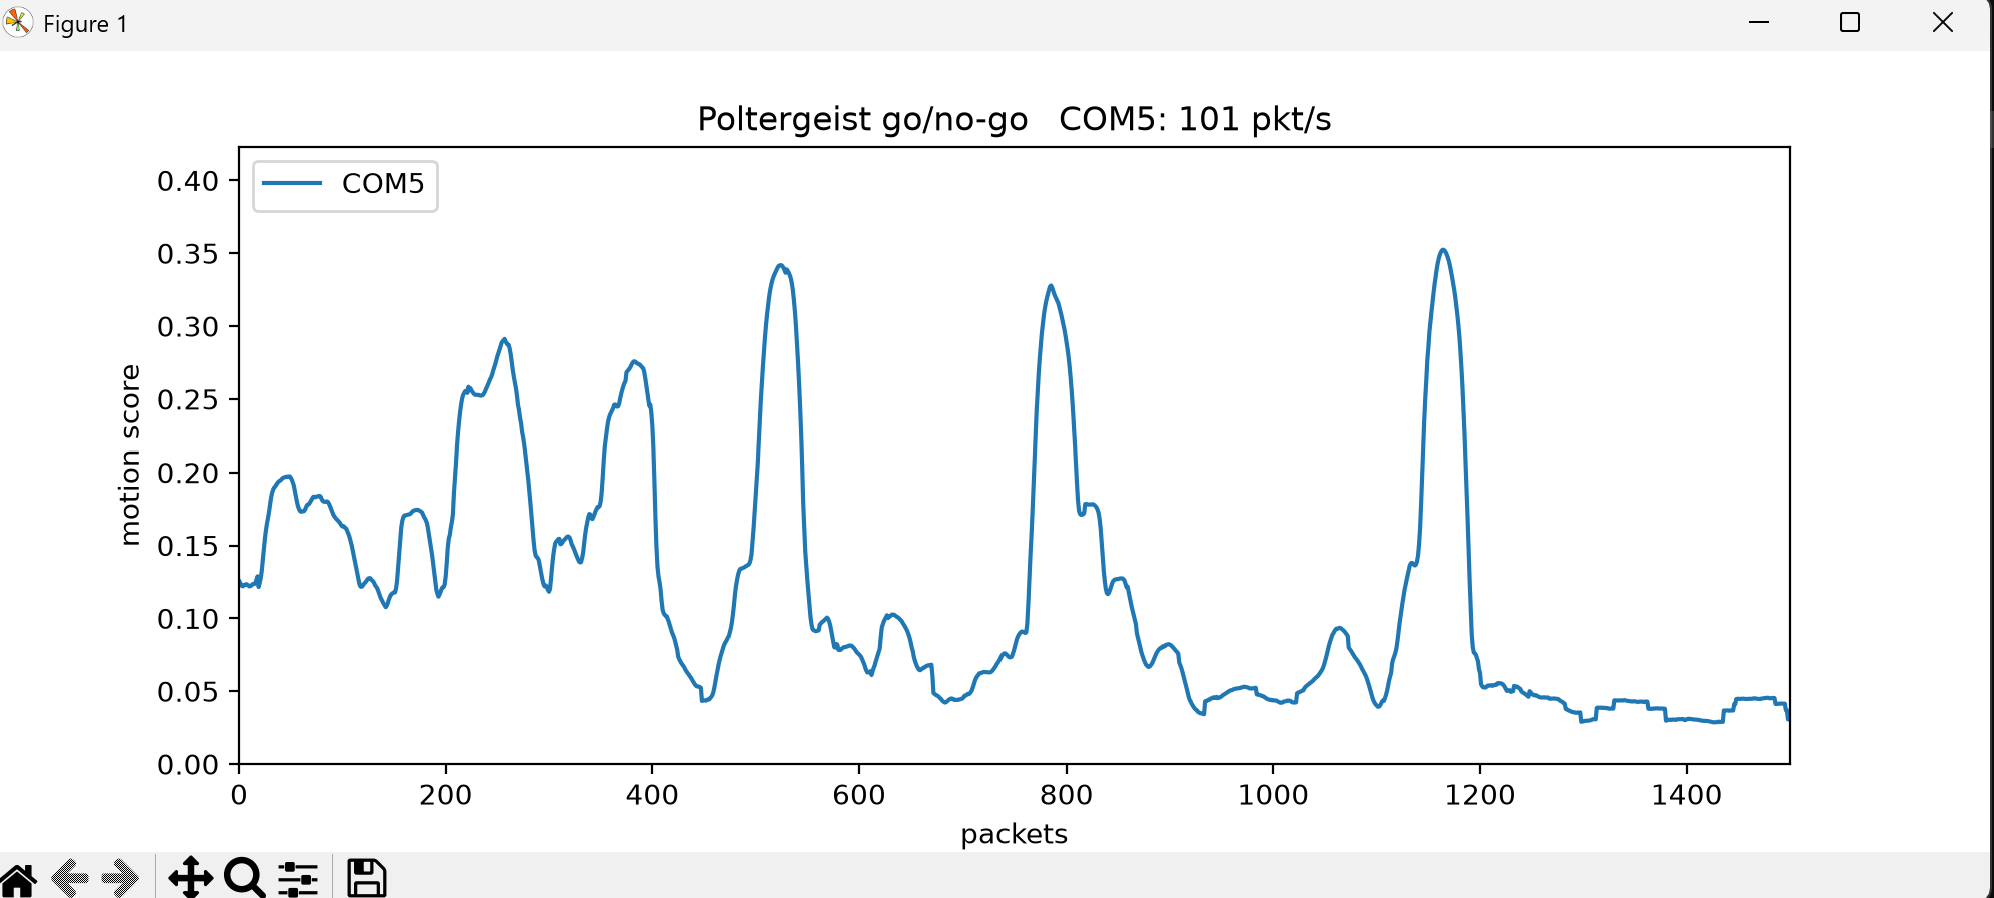 Figure 1
Poltergeist go/no-go COM5: 101 pkt/s
COM5
0.40
0.35
0.30
0.25
0.20
0.15
0.10
0.05
0.00
motion score
0 200 400 600 800 1000 1200 1400
packets